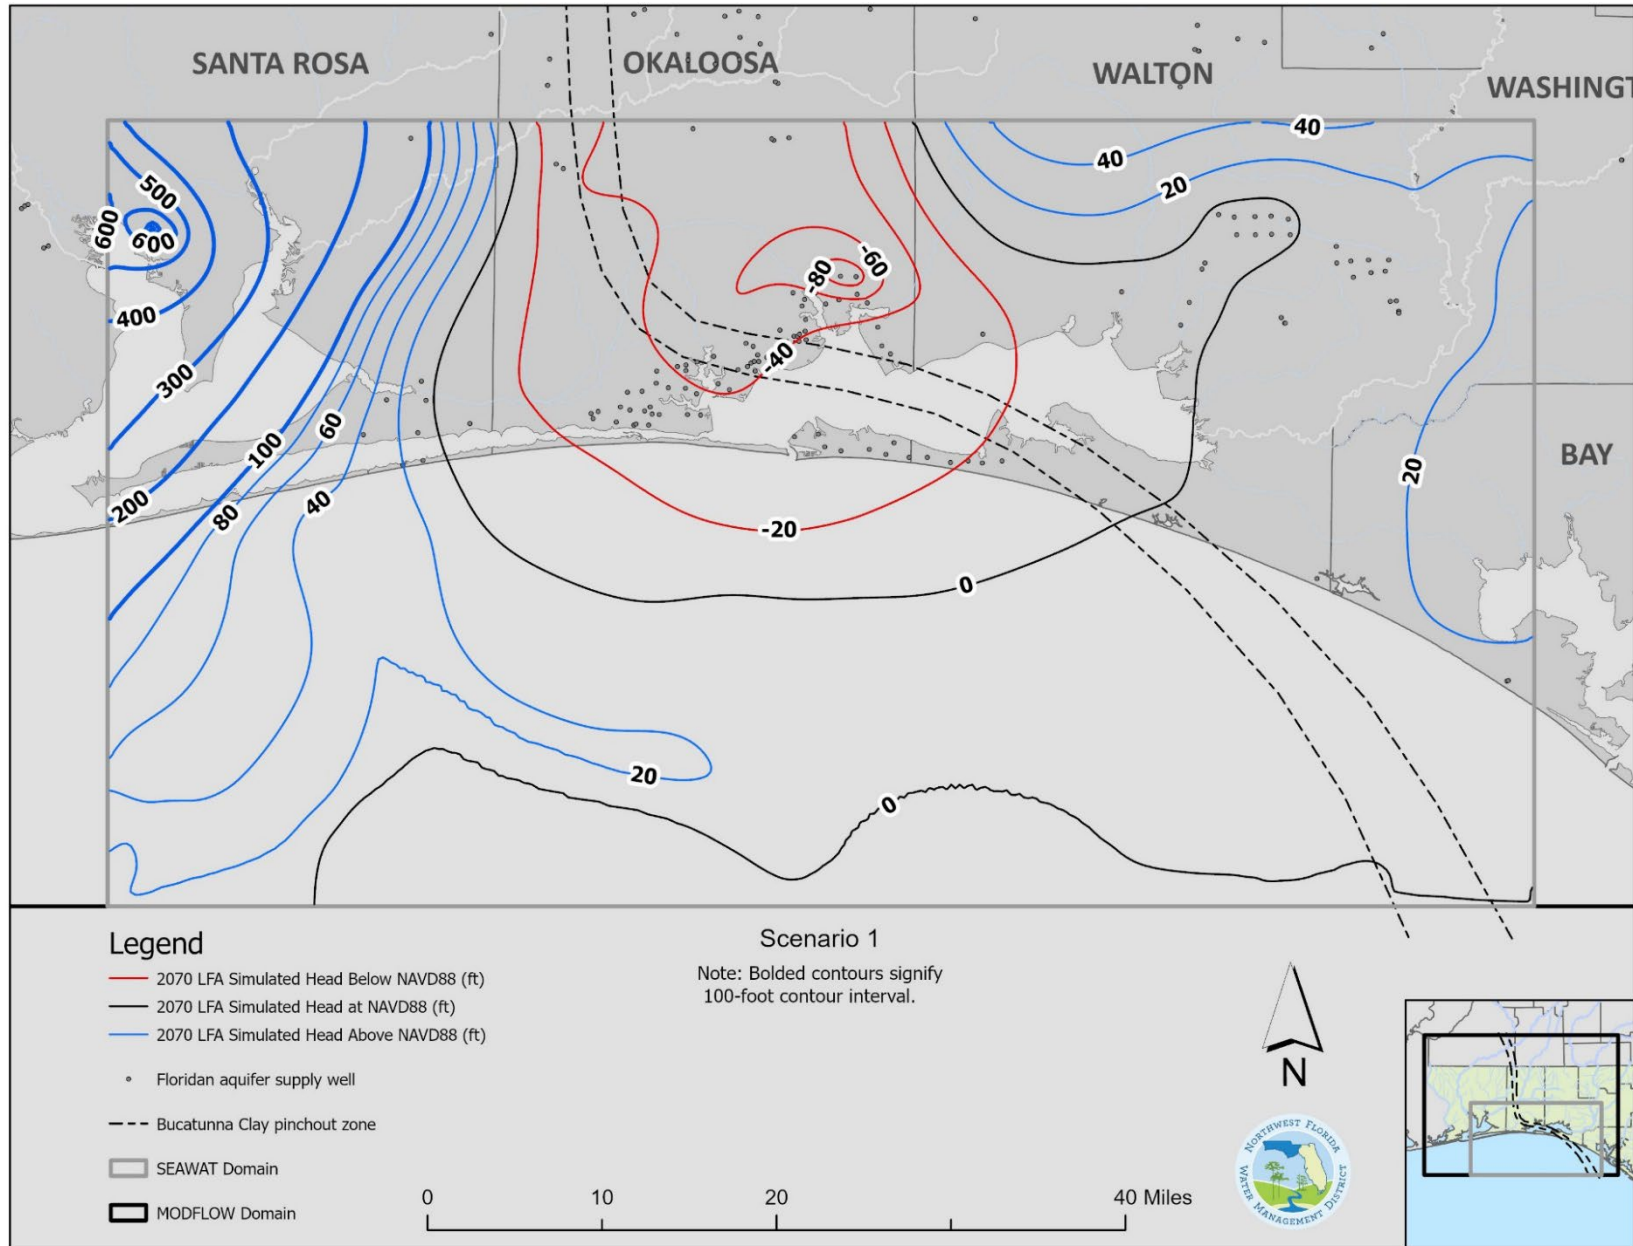 SANTA ROSA
OKALOOSA
WALTON
WASHINGT
40
40
20
500
600
600
400
300
200
100
80
60
40
-80
-60
-40
-20
0
20
BAY
20
0
Legend
2070 LFA Simulated Head Below NAVD88 (ft)
2070 LFA Simulated Head at NAVD88 (ft)
2070 LFA Simulated Head Above NAVD88 (ft)
Floridan aquifer supply well
Bucatunna Clay pinchout zone
SEAWAT Domain
MODFLOW Domain
Scenario 1
Note: Bolded contours signify
100-foot contour interval.
0 10 20 40 Miles
N
NORTHWEST FLORIDA
WATER MANAGEMENT DISTRICT